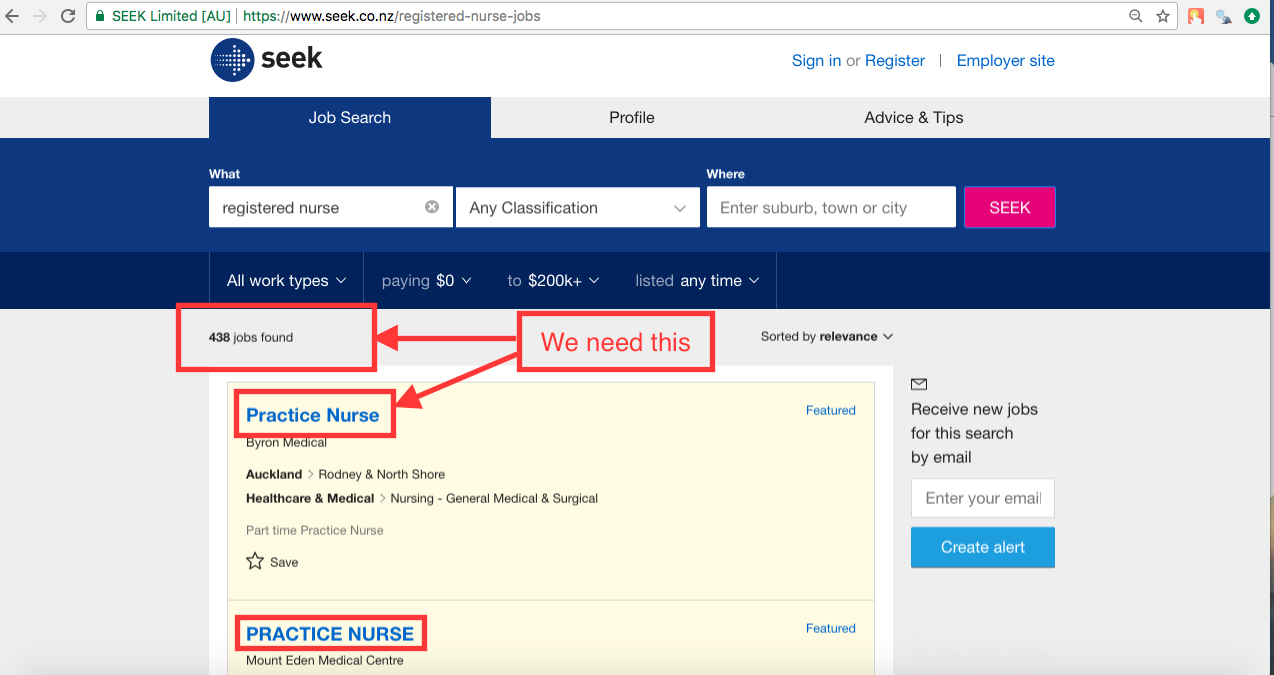 SEEK Limited [AU] | https://www.seek.co.nz/registered-nurse-jobs
seek
Sign in or Register | Employer site
Job Search Profile Advice & Tips
What Where
registered nurse Any Classification Enter suburb, town or city SEEK
All work types paying $0 to $200k+ listed any time
438 jobs found
We need this
Sorted by relevance
Practice Nurse
Featured
Byron Medical
Auckland > Rodney & North Shore
Healthcare & Medical > Nursing - General Medical & Surgical
Part time Practice Nurse
Save
PRACTICE NURSE
Featured
Mount Eden Medical Centre
Receive new jobs
for this search
by email
Enter your email
Create alert